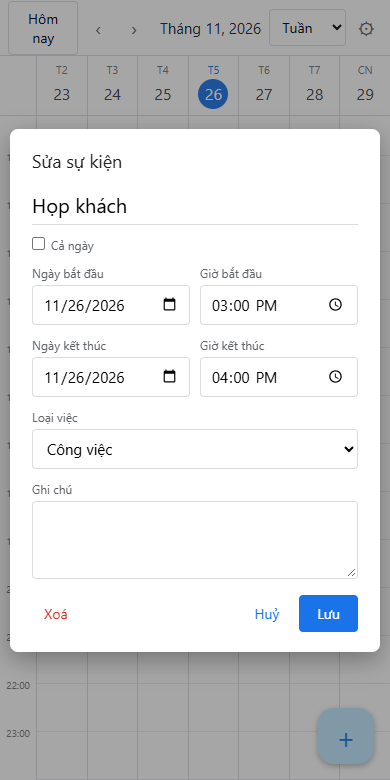 Hôm
nay
‹
›
Tháng 11, 2026
Tuần
T2
T3
T4
T5
T6
T7
CN
23
24
25
26
27
28
29
Sửa sự kiện
Họp khách
Cả ngày
Ngày bắt đầu
Giờ bắt đầu
11/26/2026
03:00 PM
Ngày kết thúc
Giờ kết thúc
11/26/2026
04:00 PM
Loại việc
Công việc
Ghi chú
Xoá
Huỷ
Lưu
22:00
23:00
+